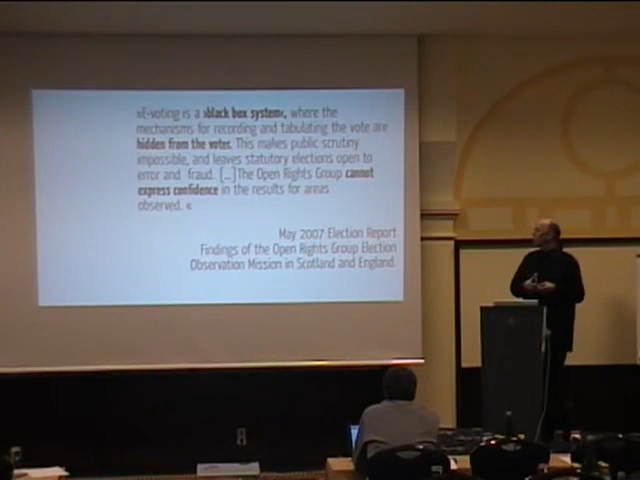 »E-voting is a ›black box system‹, where the
mechanisms for recording and tabulating the vote are
hidden from the voter. This makes public scrutiny
impossible, and leaves statutory elections open to
error and fraud. [...]The Open Rights Group cannot
express confidence in the results for areas
observed. «
May 2007 Election Report
Findings of the Open Rights Group Election
Observation Mission in Scotland and England.